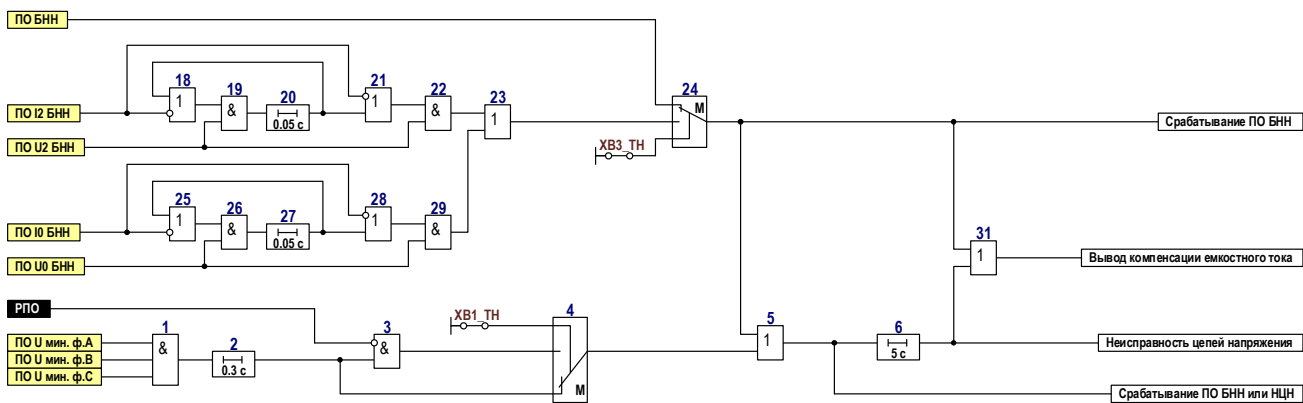 ПО БНН
18
19
20
21
22
23
24
1
&
0.05 с
1
&
1
М
ПО I2 БНН
ПО U2 БНН
XB3_ТН
Срабатывание ПО БНН
25
26
27
28
29
1
&
0.05 с
1
&
ПО I0 БНН
ПО U0 БНН
31
1
Вывод компенсации емкостного тока
РПО
1
2
3
XB1_ТН
4
5
6
&
0.3 с
&
М
1
5 с
ПО U мин. ф.А
ПО U мин. ф.В
ПО U мин. ф.С
Неисправность цепей напряжения
Срабатывание ПО БНН или НЦН